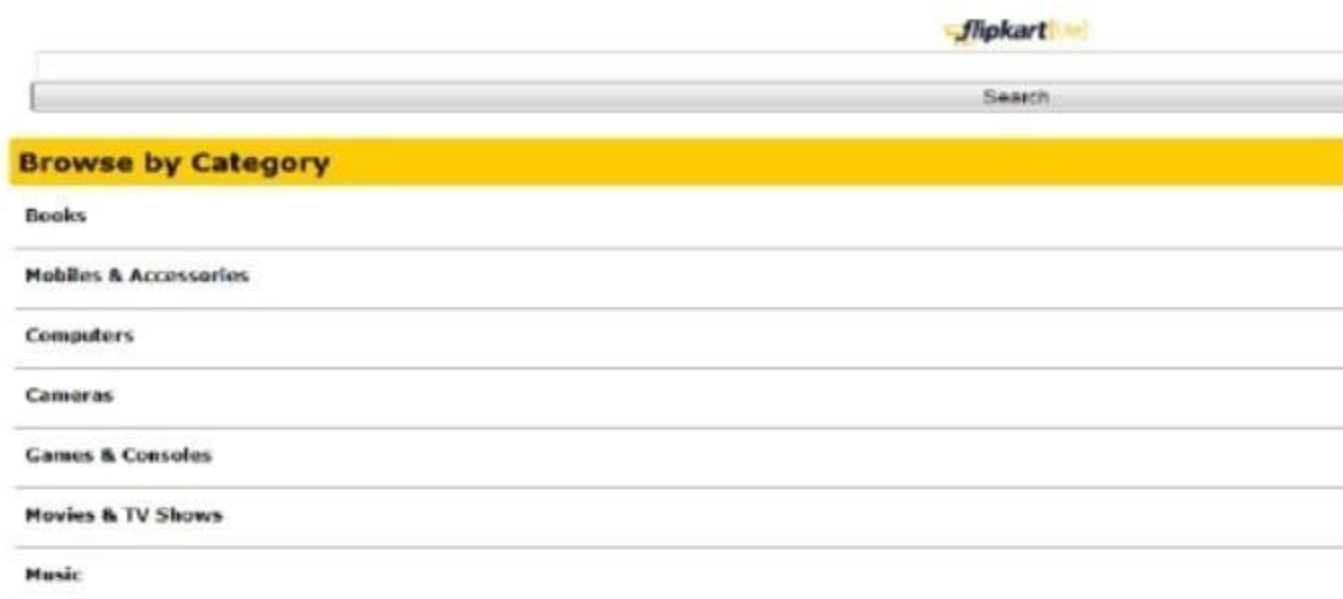 flipkart
Search
Browse by Category
Books
Mobiles & Accessories
Computers
Cameras
Games & Consoles
Movies & TV Shows
Music